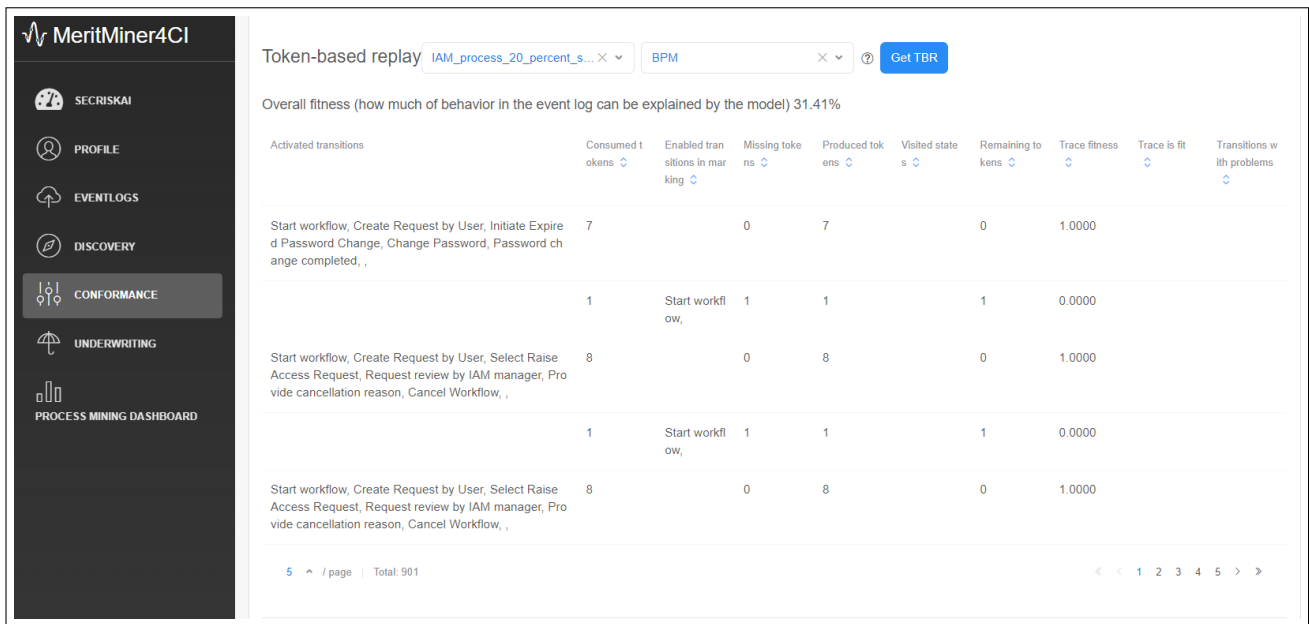 MeritMiner4CI
SECRISKAI
PROFILE
EVENTLOGS
DISCOVERY
CONFORMANCE
UNDERWRITING
PROCESS MINING DASHBOARD
Token-based replay IAM_process_20_percent_s... BPM Get TBR
Overall fitness (how much of behavior in the event log can be explained by the model) 31.41%
Activated transitions Consumed t Enabled tran Missing toke Produced tok Visited state Remaining to Trace fitness Trace is fit Transitions w
okens sitions in mar ns ens s kens ith problems
king
Start workflow, Create Request by User, Initiate Expire 7 0 7 0 1.0000
d Password Change, Change Password, Password ch
ange completed, ,
1 Start workfl 1 1 1 0.0000
ow,
Start workflow, Create Request by User, Select Raise 8 0 8 0 1.0000
Access Request, Request review by IAM manager, Pro
vide cancellation reason, Cancel Workflow, ,
1 Start workfl 1 1 1 0.0000
ow,
Start workflow, Create Request by User, Select Raise 8 0 8 0 1.0000
Access Request, Request review by IAM manager, Pro
vide cancellation reason, Cancel Workflow, ,
5 / page Total: 901 1 2 3 4 5